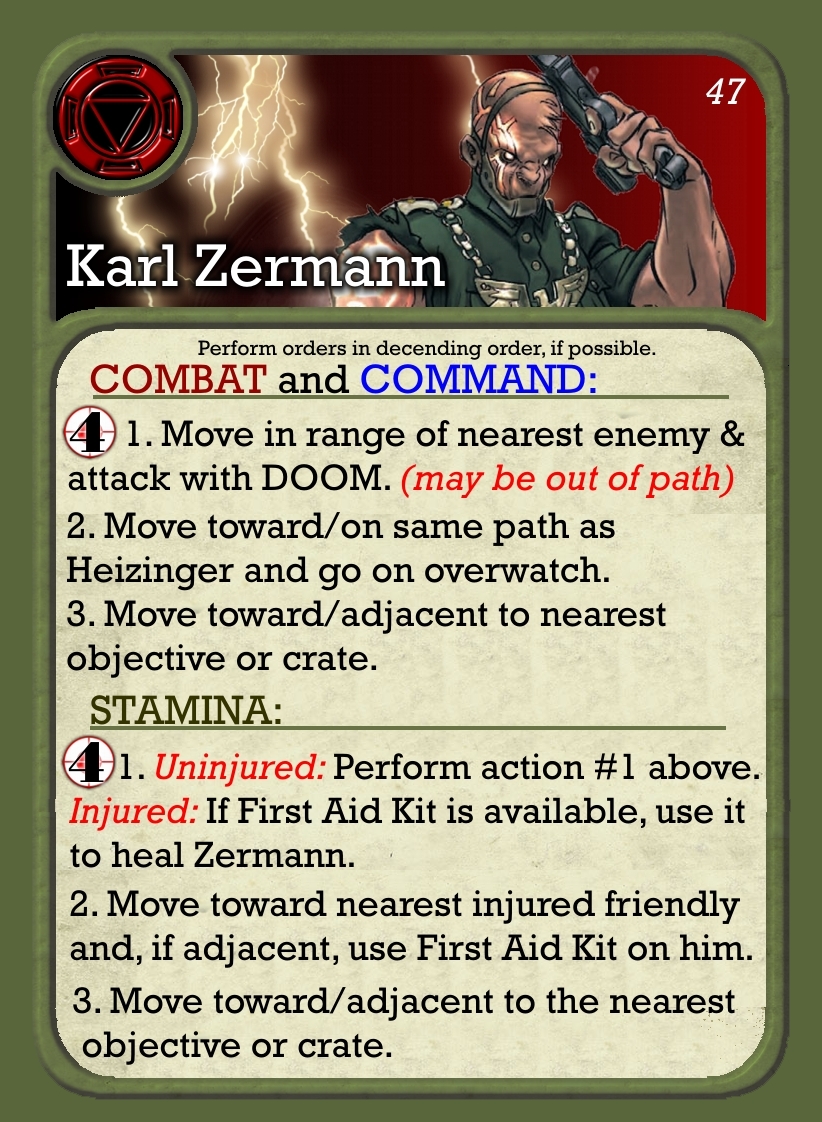 47
Karl Zermann
Perform orders in decending order, if possible.
COMBAT and COMMAND:
4 1. Move in range of nearest enemy &
attack with DOOM. (may be out of path)
2. Move toward/on same path as
Heizinger and go on overwatch.
3. Move toward/adjacent to nearest
objective or crate.
STAMINA:
4 1. Uninjured: Perform action #1 above.
Injured: If First Aid Kit is available, use it
to heal Zermann.
2. Move toward nearest injured friendly
and, if adjacent, use First Aid Kit on him.
3. Move toward/adjacent to the nearest
objective or crate.